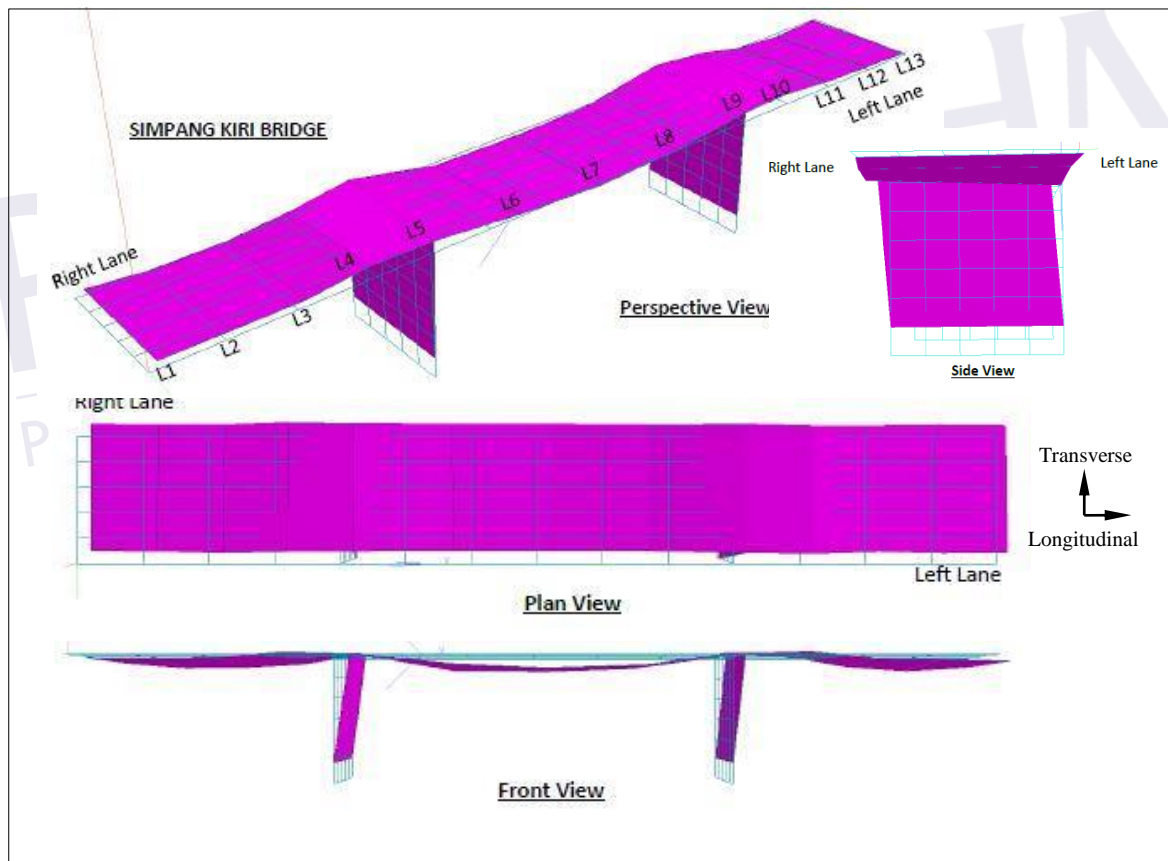 SIMPANG KIRI BRIDGE
Right Lane
L1
L2
L3
L4
L5
L6
L7
L8
L9
L10
L11
L12
L13
Left Lane
Perspective View
Right Lane
Left Lane
Side View
Right Lane
Left Lane
Transverse
Longitudinal
Plan View
Front View